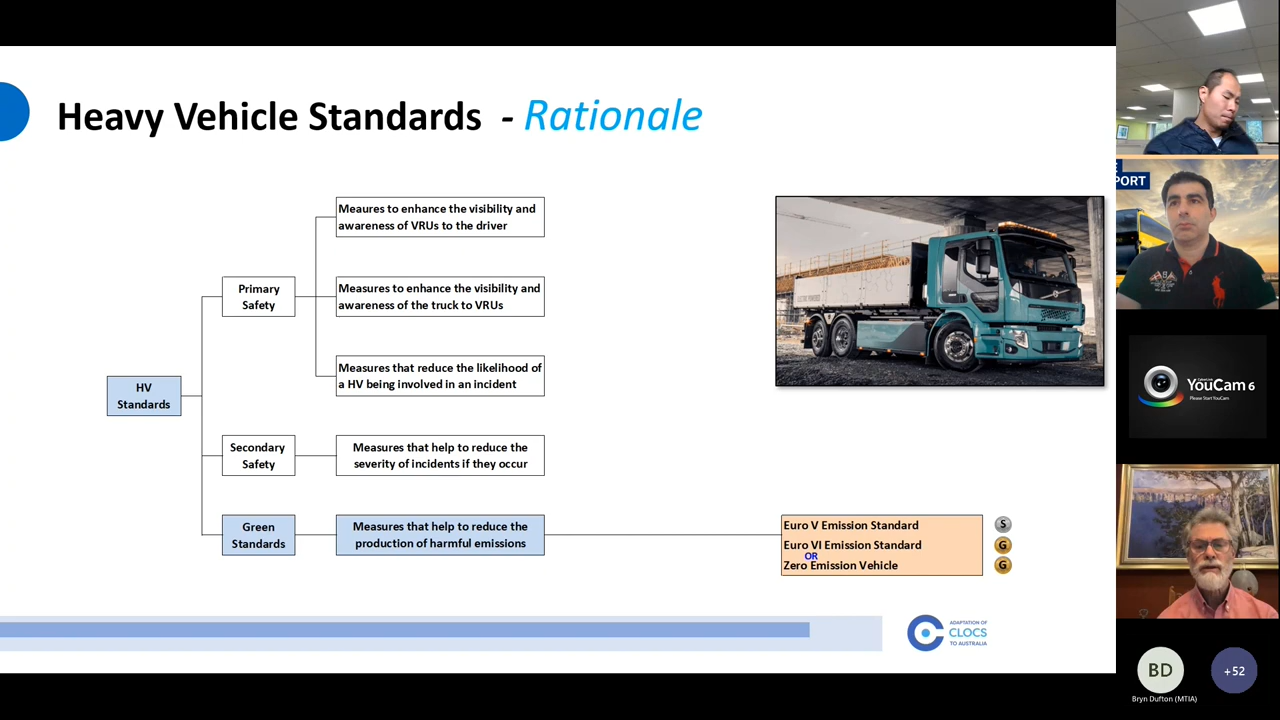 Heavy Vehicle Standards - Rationale
Meaures to enhance the visibility and
awareness of VRUs to the driver
Primary
Safety
Measures to enhance the visibility and
awareness of the truck to VRUs
Measures that reduce the likelihood of
a HV being involved in an incident
HV
Standards
Secondary
Safety
Measures that help to reduce the
severity of incidents if they occur
Green
Standards
Measures that help to reduce the
production of harmful emissions
Euro V Emission Standard
S
Euro VI Emission Standard
G
OR
Zero Emission Vehicle
G
ADAPTATION OF
CLOCS
TO AUSTRALIA
PORT
YouCam 6
Please Start YouCam
BD
+52
Bryn Dufton (MTIA)